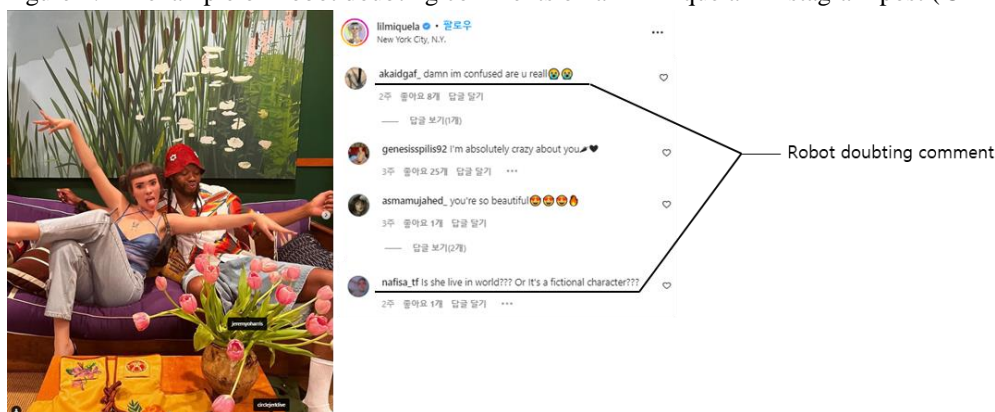 lilmiquela • 팔로우
New York City, N.Y.
akaidgaf_ damn im confused are u reall😭😭
2주 좋아요 8개 답글 달기
답글 보기(1개)
genesisspilis92 I'm absolutely crazy about you🌶🖤
3주 좋아요 25개 답글 달기
asmamujahed_ you're so beautiful😍😍😍🔥
3주 좋아요 1개 답글 달기
답글 보기(2개)
nafisa_tf Is she live in world??? Or It's a fictional character???
2주 좋아요 1개 답글 달기
Robot doubting comment
jeremyoharris
circlejerkdive